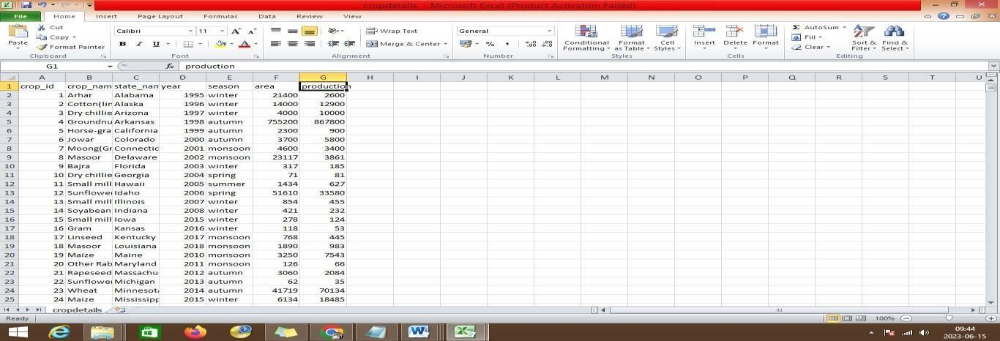 cropdetails - Microsoft Excel (Product Activation Failed)
File Home Insert Page Layout Formulas Data Review View
Cut
Calibri 11 Wrap Text General AutoSum
Copy Fill
Paste Format Painter B I U Merge & Center % , Conditional Formatting Format as Table Cell Styles Insert Delete Format Clear Sort & Filter Find & Select
Clipboard Font Alignment Number Styles Cells Editing
G1 fx production
A B C D E F G H I J K L M N O P Q R S T U
1 crop_id crop_nam state_nam year season area production
2 1 Arhar Alabama 1995 winter 21400 2600
3 2 Cotton(lin Alaska 1996 winter 14000 12900
4 3 Dry chillie Arizona 1997 winter 4000 10000
5 4 Groundnu Arkansas 1998 autumn 755200 867800
6 5 Horse-gra California 1999 autumn 2300 900
7 6 Jowar Colorado 2000 autumn 3700 5800
8 7 Moong(Gr Connectic 2001 monsoon 4600 3400
9 8 Masoor Delaware 2002 monsoon 23117 3861
10 9 Bajra Florida 2003 winter 317 185
11 10 Dry chillie Georgia 2004 spring 71 81
12 11 Small mill Hawaii 2005 summer 1434 627
13 12 Sunflower Idaho 2006 spring 51610 33580
14 13 Small mill Illinois 2007 winter 854 455
15 14 Soyabean Indiana 2008 winter 421 232
16 15 Small mill Iowa 2015 winter 278 124
17 16 Gram Kansas 2016 winter 118 53
18 17 Linseed Kentucky 2017 monsoon 768 445
19 18 Masoor Louisiana 2018 monsoon 1890 983
20 19 Maize Maine 2010 monsoon 3250 7543
21 20 Other Rab Maryland 2011 monsoon 126 66
22 21 Rapeseed Massachu 2012 autumn 3060 2084
23 22 Sunflower Michigan 2013 autumn 62 35
24 23 Wheat Minnesota 2014 autumn 41719 70134
25 24 Maize Mississipp 2015 winter 6134 18485
cropdetails
Ready 100%
09:44
2023-06-15